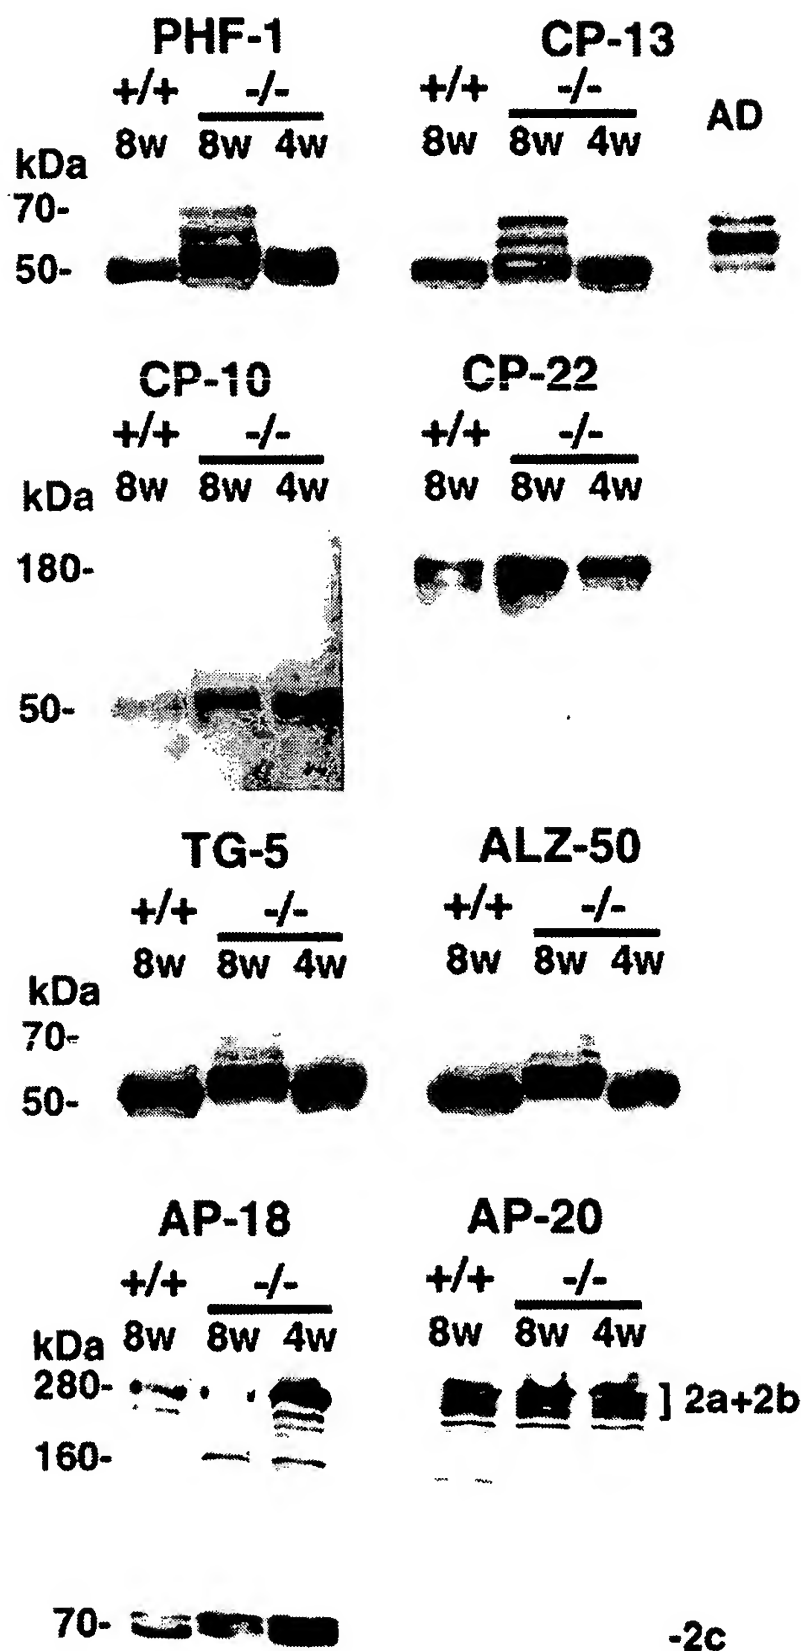 PHF-1 CP-13
+/+ -/- +/+ -/- AD
8w 8w 4w 8w 8w 4w
kDa
70-
50-
CP-10 CP-22
+/+ -/- +/+ -/-
kDa 8w 8w 4w 8w 8w 4w
180-
50-
TG-5 ALZ-50
+/+ -/- +/+ -/-
8w 8w 4w 8w 8w 4w
kDa
70-
50-
AP-18 AP-20
+/+ -/- +/+ -/-
kDa 8w 8w 4w 8w 8w 4w
280- ] 2a+2b
160-
70- -2c